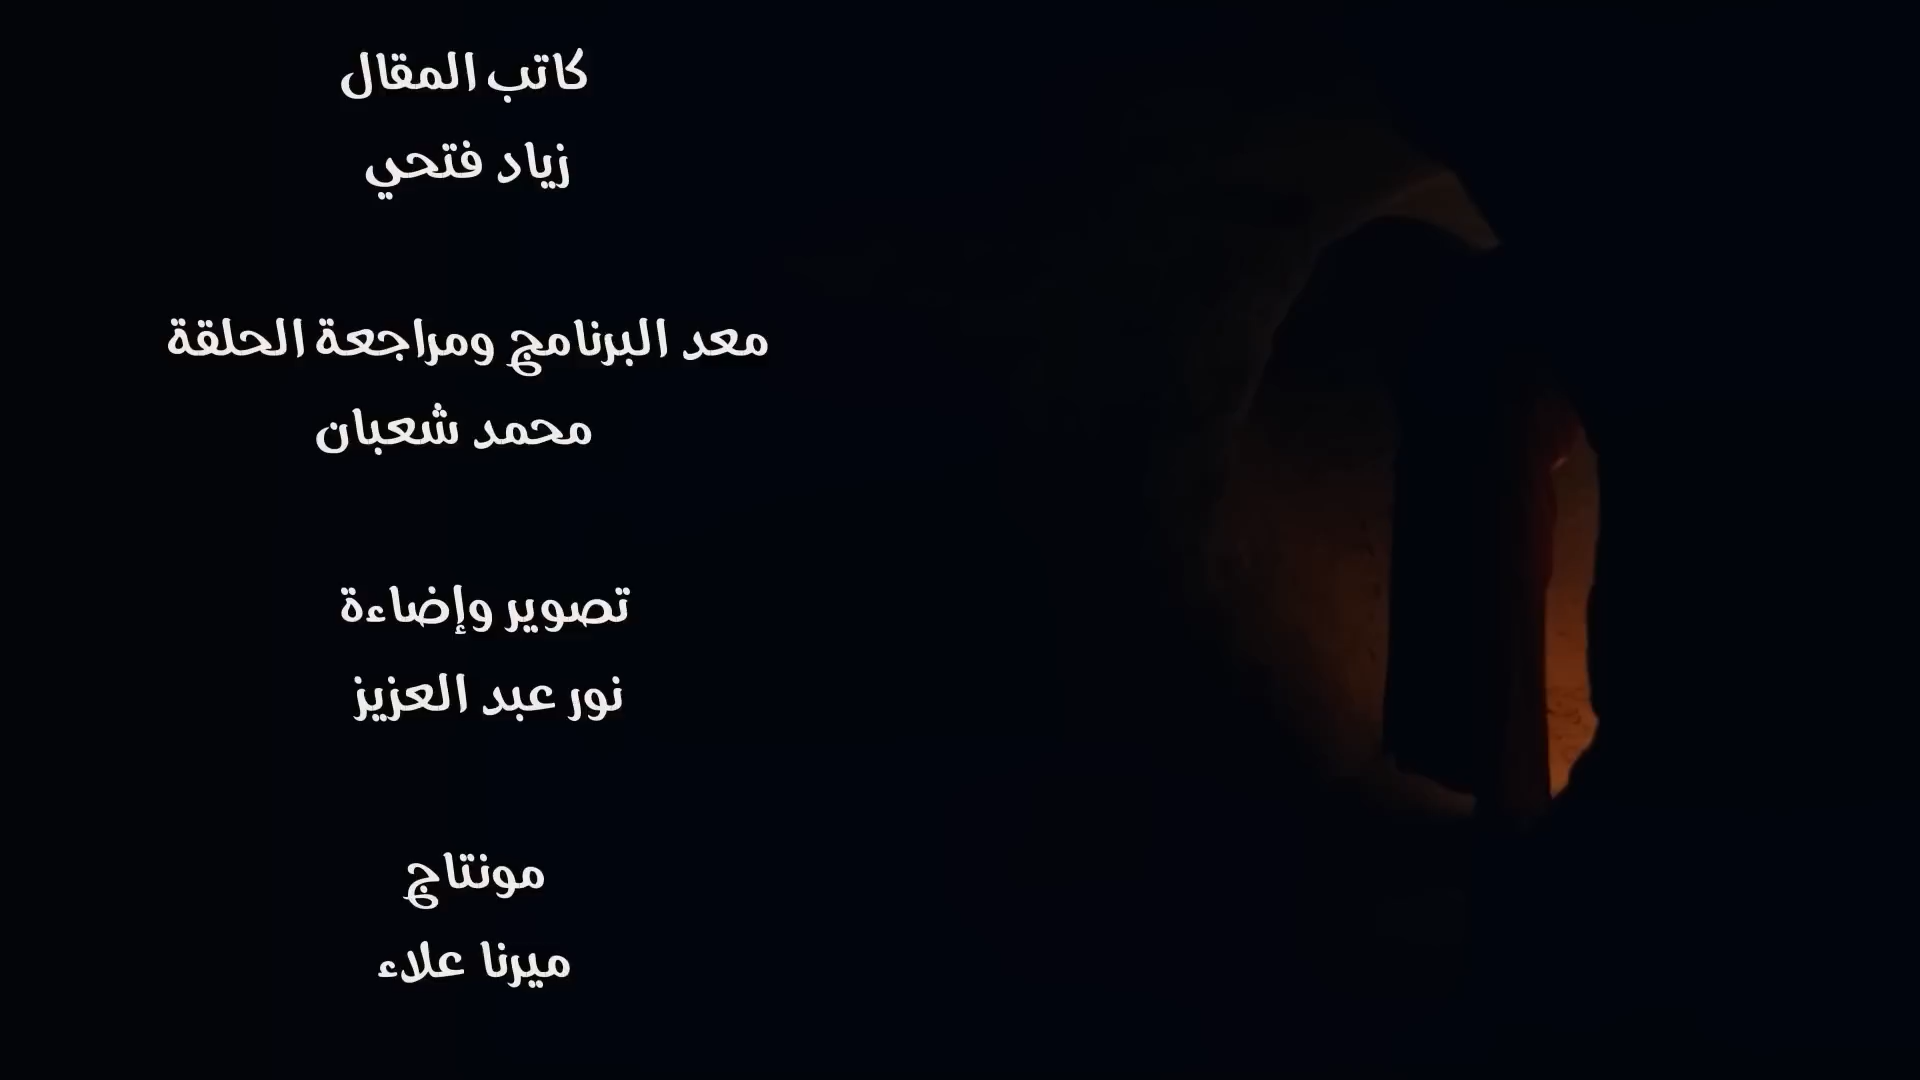 كاتب المقال
زياد فتحي
معد البرنامج ومراجعة الحلقة
محمد شعبان
تصوير وإضاءة
نور عبد العزيز
مونتاج
ميرنا علاء